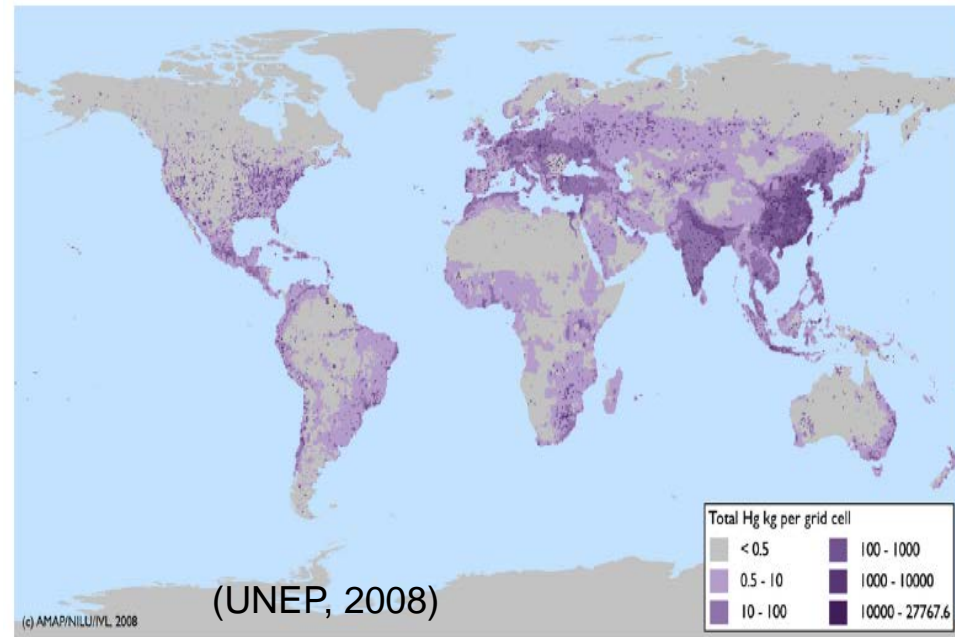 Total Hg kg per grid cell
< 0.5
100 - 1000
0.5 - 10
1000 - 10000
10 - 100
10000 - 27767.6
(UNEP, 2008)
(c) AMAP/NILU/IVL, 2008